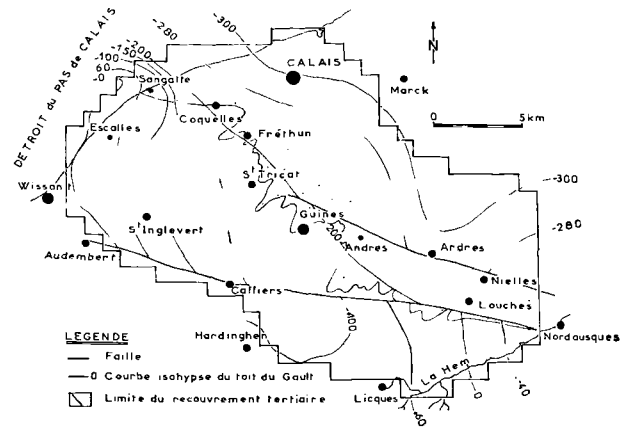 -280
-300
-200
-150
-100
60
-0
DETROIT du PAS de CALAIS
Sangatte
CALAIS
N
Marck
0 5km
Coquelles
Escalles
Fréthun
Wissant
St Tricat
-300
St Inglevert
Guines
-200
-280
Audembert
Andres
Ardres
Nielles
Caffiers
Louches
LEGENDE
Faille
0 Courbe isohypse du toit du Gault
Limite du recouvrement tertiaire
Hardinghen
Nordausques
La Hem
Licques
0
-40